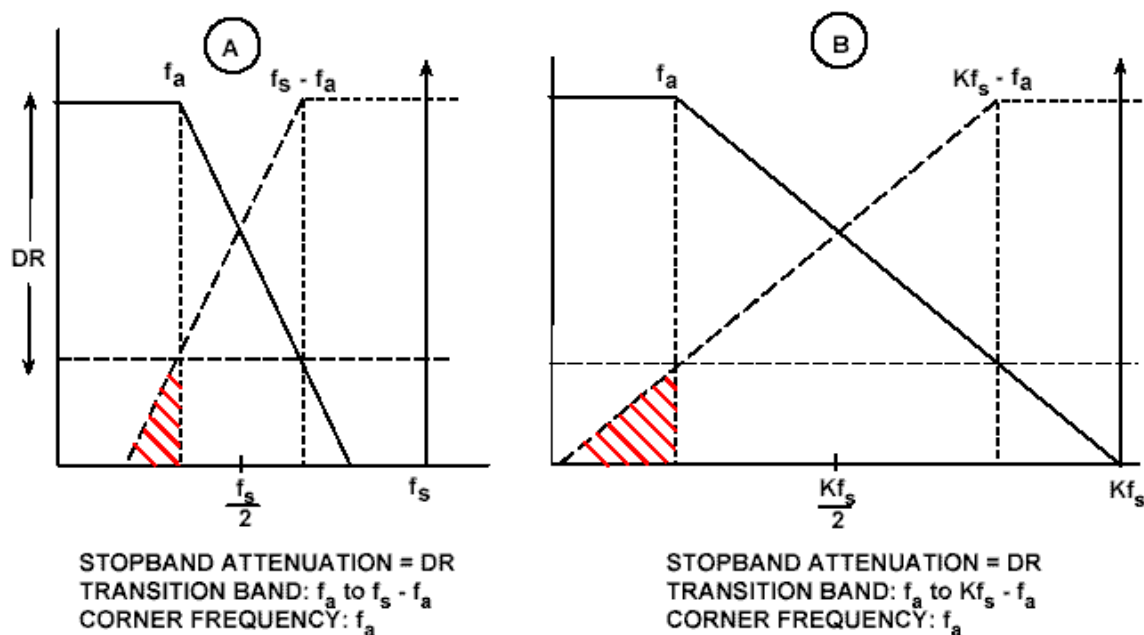 A
B
f_a
f_s - f_a
f_a
Kf_s - f_a
DR
f_s
2
f_s
Kf_s
2
Kf_s
STOPBAND ATTENUATION = DR
TRANSITION BAND: f_a to f_s - f_a
CORNER FREQUENCY: f_a
STOPBAND ATTENUATION = DR
TRANSITION BAND: f_a to Kf_s - f_a
CORNER FREQUENCY: f_a